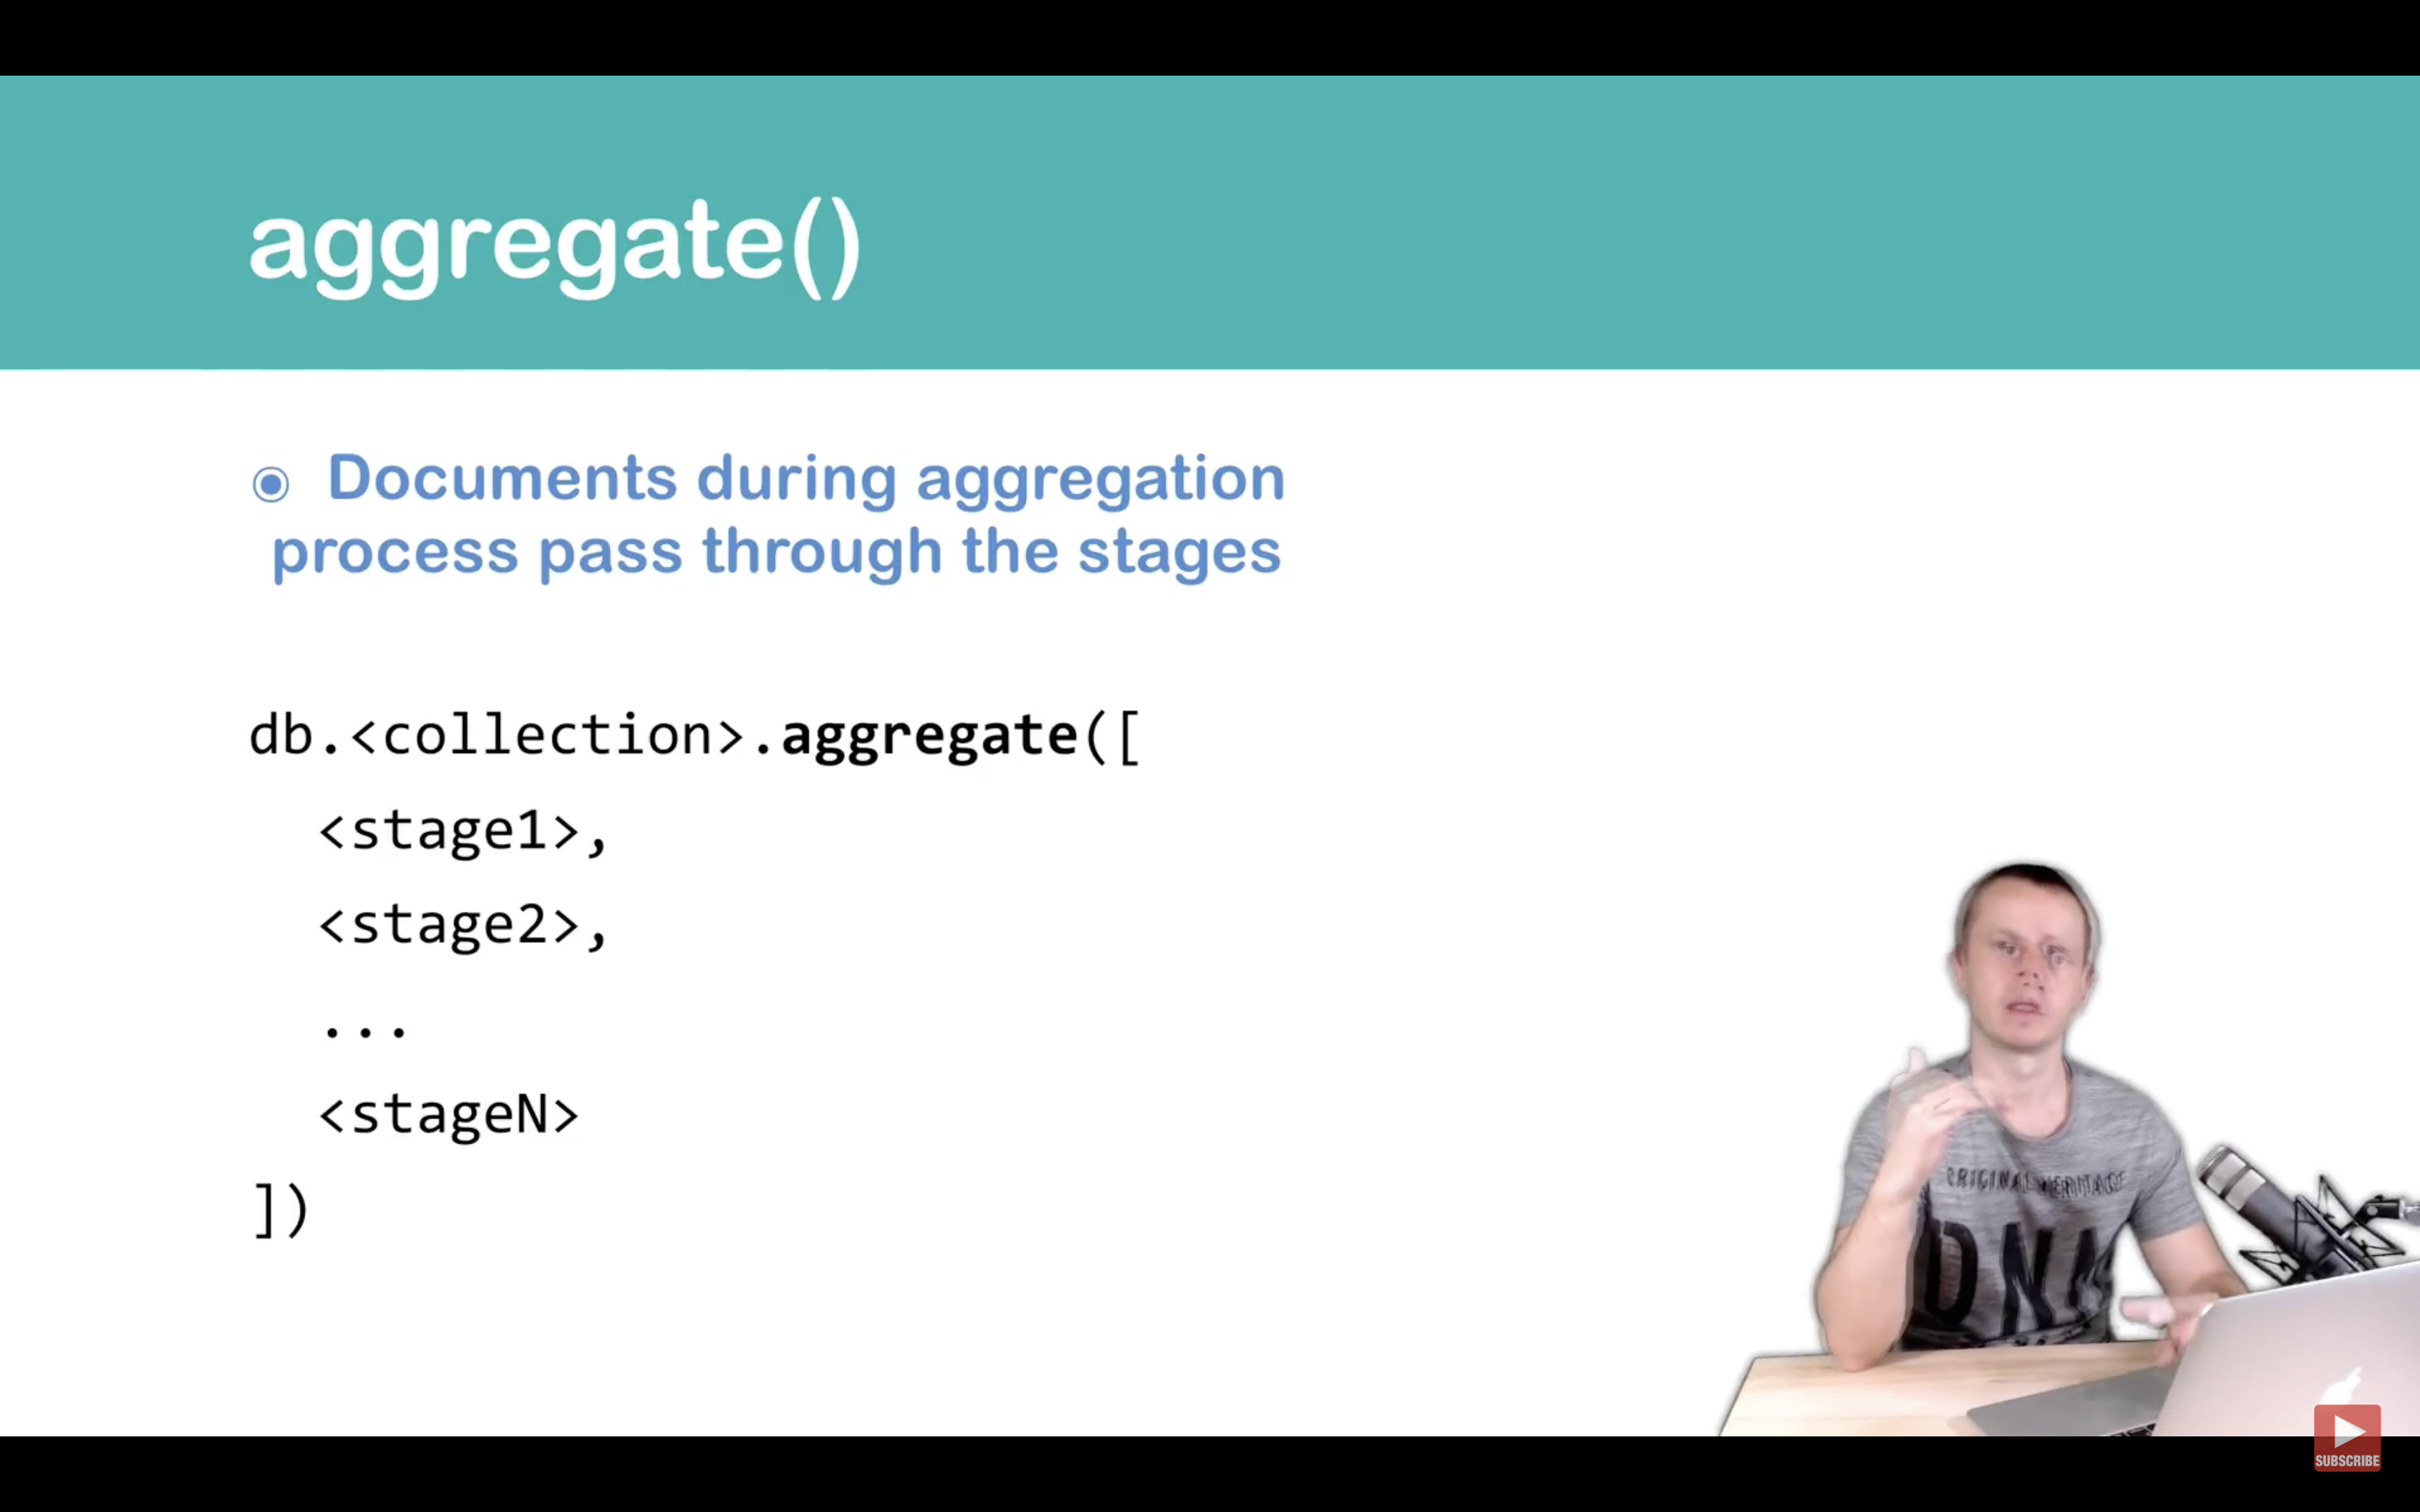 aggregate()
Documents during aggregation
process pass through the stages
db.<collection>.aggregate([
<stage1>,
<stage2>,
...
<stageN>
])
ORIGINAL HERITAGE
DNA
SUBSCRIBE